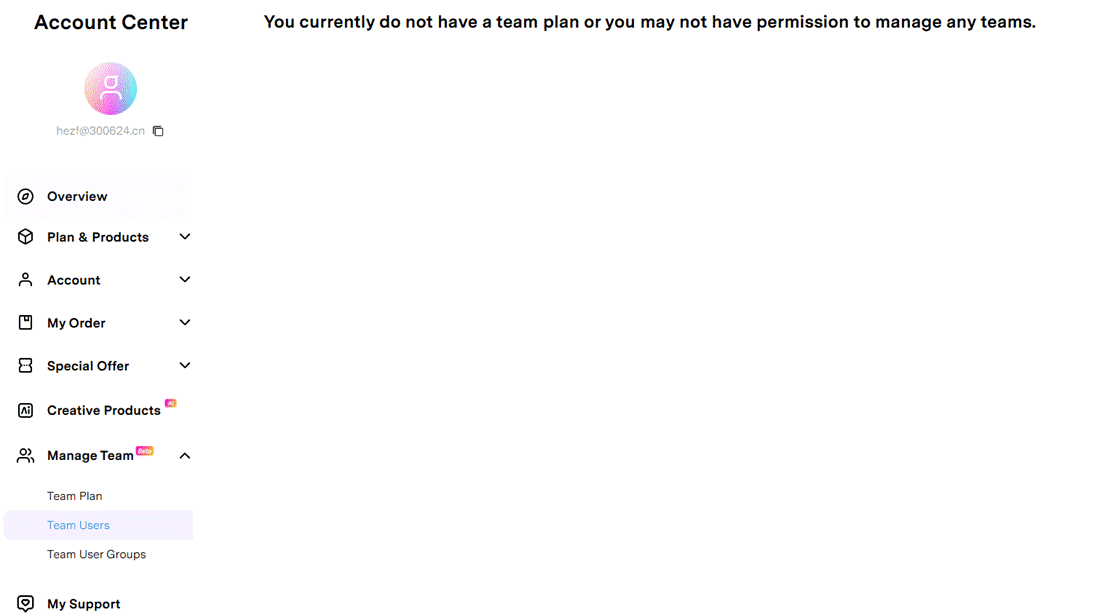 Account Center
You currently do not have a team plan or you may not have permission to manage any teams.
hezf@300624.cn
Overview
Plan & Products
Account
My Order
Special Offer
Creative Products AI
Manage Team Beta
Team Plan
Team Users
Team User Groups
My Support